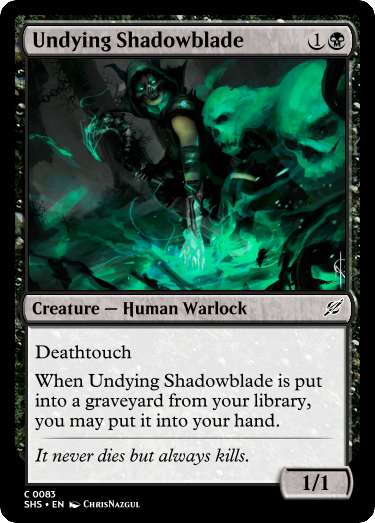 Undying Shadowblade 1
Creature — Human Warlock
Deathtouch
When Undying Shadowblade is put
into a graveyard from your library,
you may put it into your hand.
It never dies but always kills.
1/1
C 0083
SHS • EN ChrisNazgul